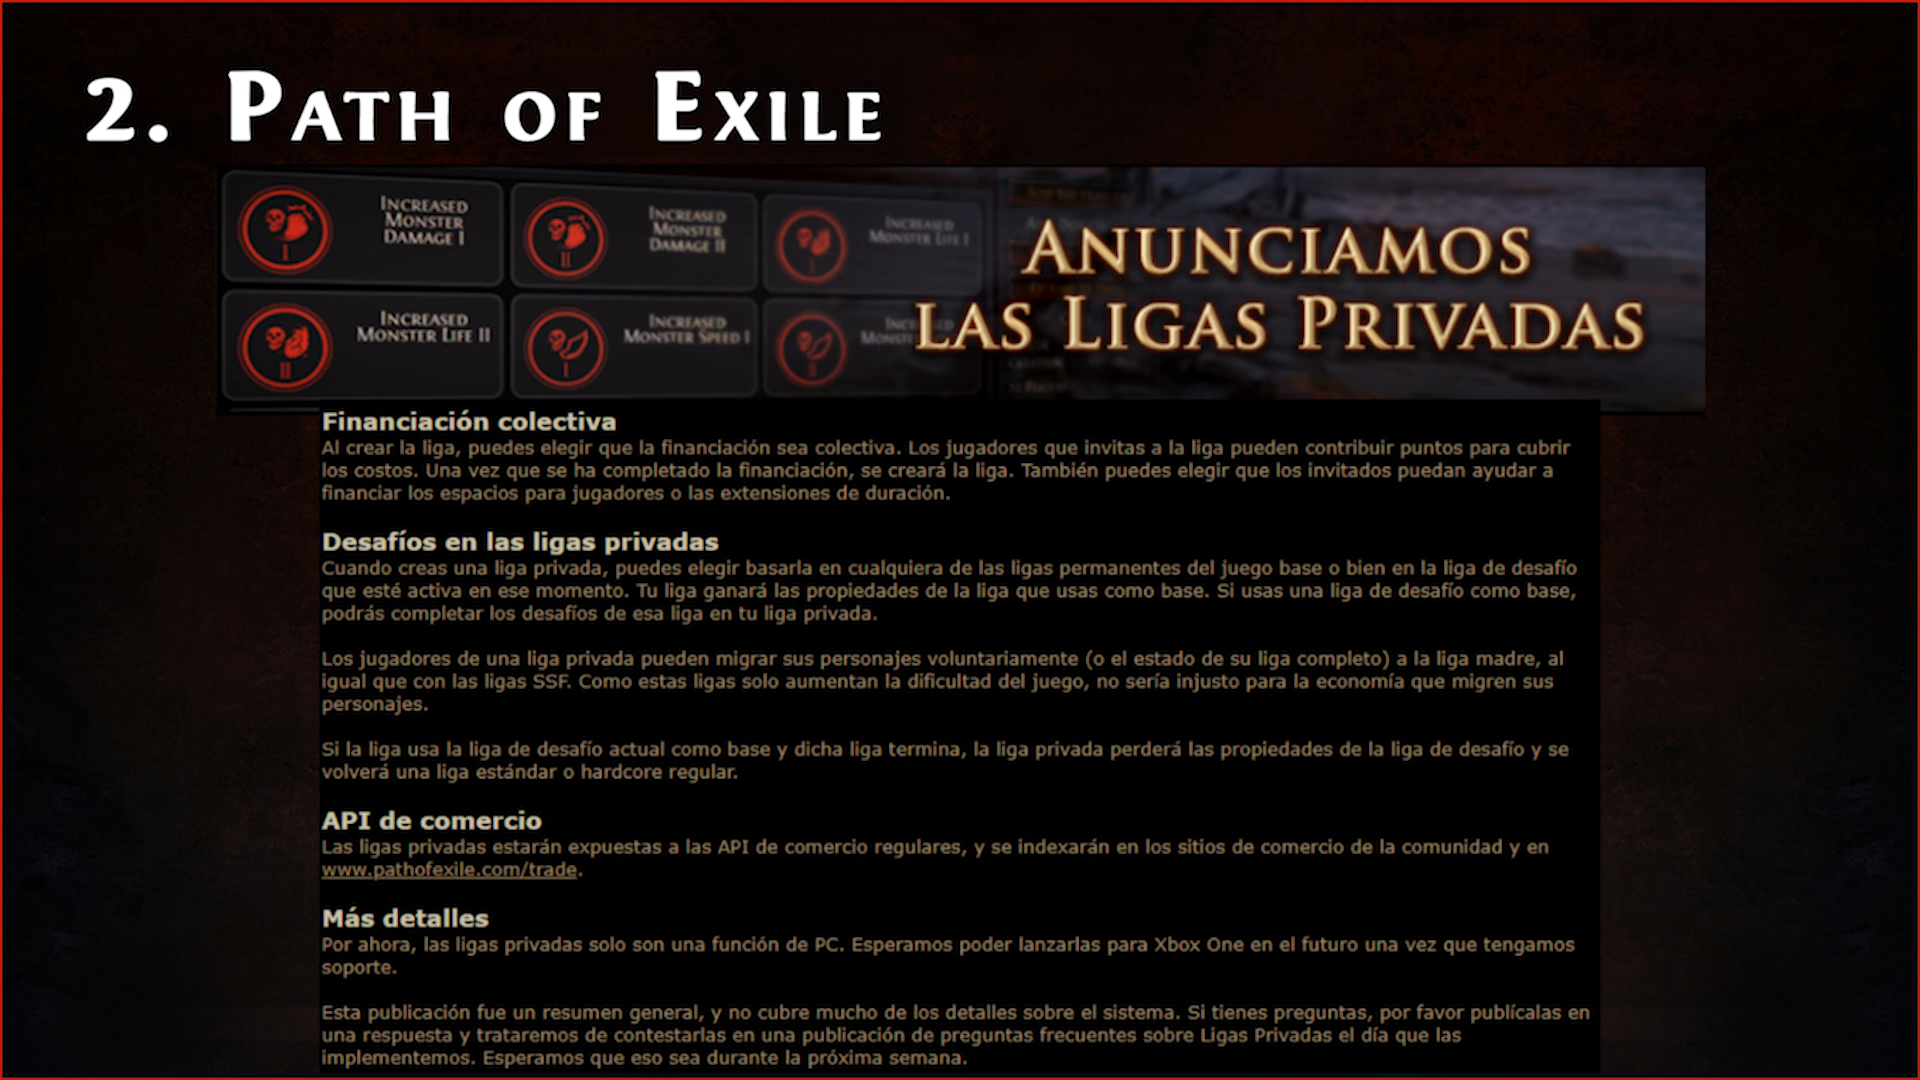 2. Path of Exile
Increased
Monster
Damage I
Increased
Monster
Damage II
Increased
Monster Life I
Increased
Monster Life II
Increased
Monster Speed I
Anunciamos
las Ligas Privadas
Financiación colectiva
Al crear la liga, puedes elegir que la financiación sea colectiva. Los jugadores que invitas a la liga pueden contribuir puntos para cubrir
los costos. Una vez que se ha completado la financiación, se creará la liga. También puedes elegir que los invitados puedan ayudar a
financiar los espacios para jugadores o las extensiones de duración.
Desafíos en las ligas privadas
Cuando creas una liga privada, puedes elegir basarla en cualquiera de las ligas permanentes del juego base o bien en la liga de desafío
que esté activa en ese momento. Tu liga ganará las propiedades de la liga que usas como base. Si usas una liga de desafío como base,
podrás completar los desafíos de esa liga en tu liga privada.
Los jugadores de una liga privada pueden migrar sus personajes voluntariamente (o el estado de su liga completo) a la liga madre, al
igual que con las ligas SSF. Como estas ligas solo aumentan la dificultad del juego, no sería injusto para la economía que migren sus
personajes.
Si la liga usa la liga de desafío actual como base y dicha liga termina, la liga privada perderá las propiedades de la liga de desafío y se
volverá una liga estándar o hardcore regular.
API de comercio
Las ligas privadas estarán expuestas a las API de comercio regulares, y se indexarán en los sitios de comercio de la comunidad y en
www.pathofexile.com/trade.
Más detalles
Por ahora, las ligas privadas solo son una función de PC. Esperamos poder lanzarlas para Xbox One en el futuro una vez que tengamos
soporte.
Esta publicación fue un resumen general, y no cubre mucho de los detalles sobre el sistema. Si tienes preguntas, por favor publícalas en
una respuesta y trataremos de contestarlas en una publicación de preguntas frecuentes sobre Ligas Privadas el día que las
implementemos. Esperamos que eso sea durante la próxima semana.